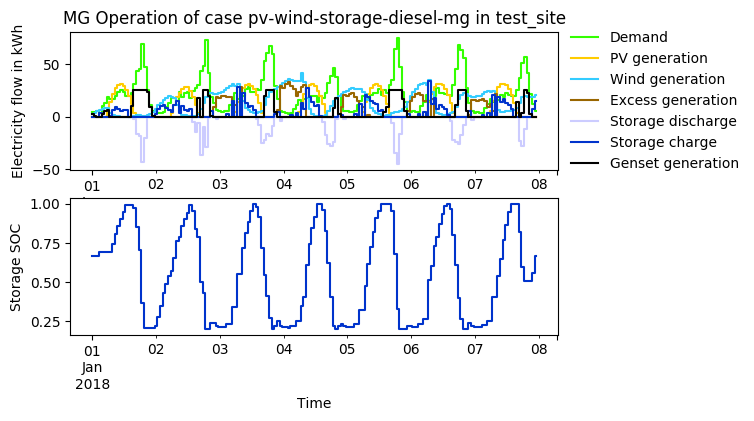 MG Operation of case pv-wind-storage-diesel-mg in test_site
Electricity flow in kWh
50
0
−50
01
02
03
04
05
06
07
08
Demand
PV generation
Wind generation
Excess generation
Storage discharge
Storage charge
Genset generation
Storage SOC
1.00
0.75
0.50
0.25
01
02
03
04
05
06
07
08
Jan
2018
Time